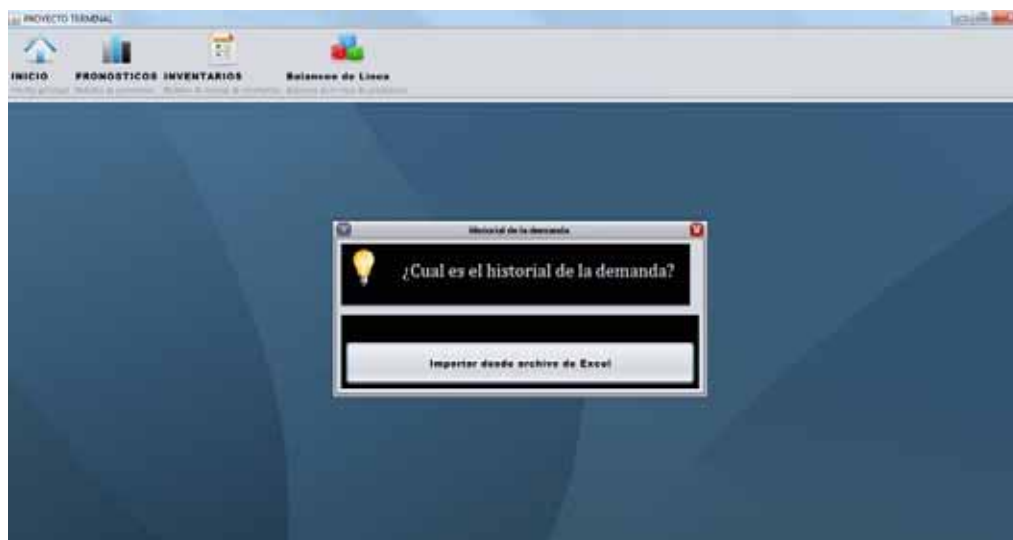 PROYECTO TERMINAL
INICIO
PRONOSTICOS
INVENTARIOS
Balanceo de Linea
Historial de la demanda
¿Cual es el historial de la demanda?
Importar desde archivo de Excel